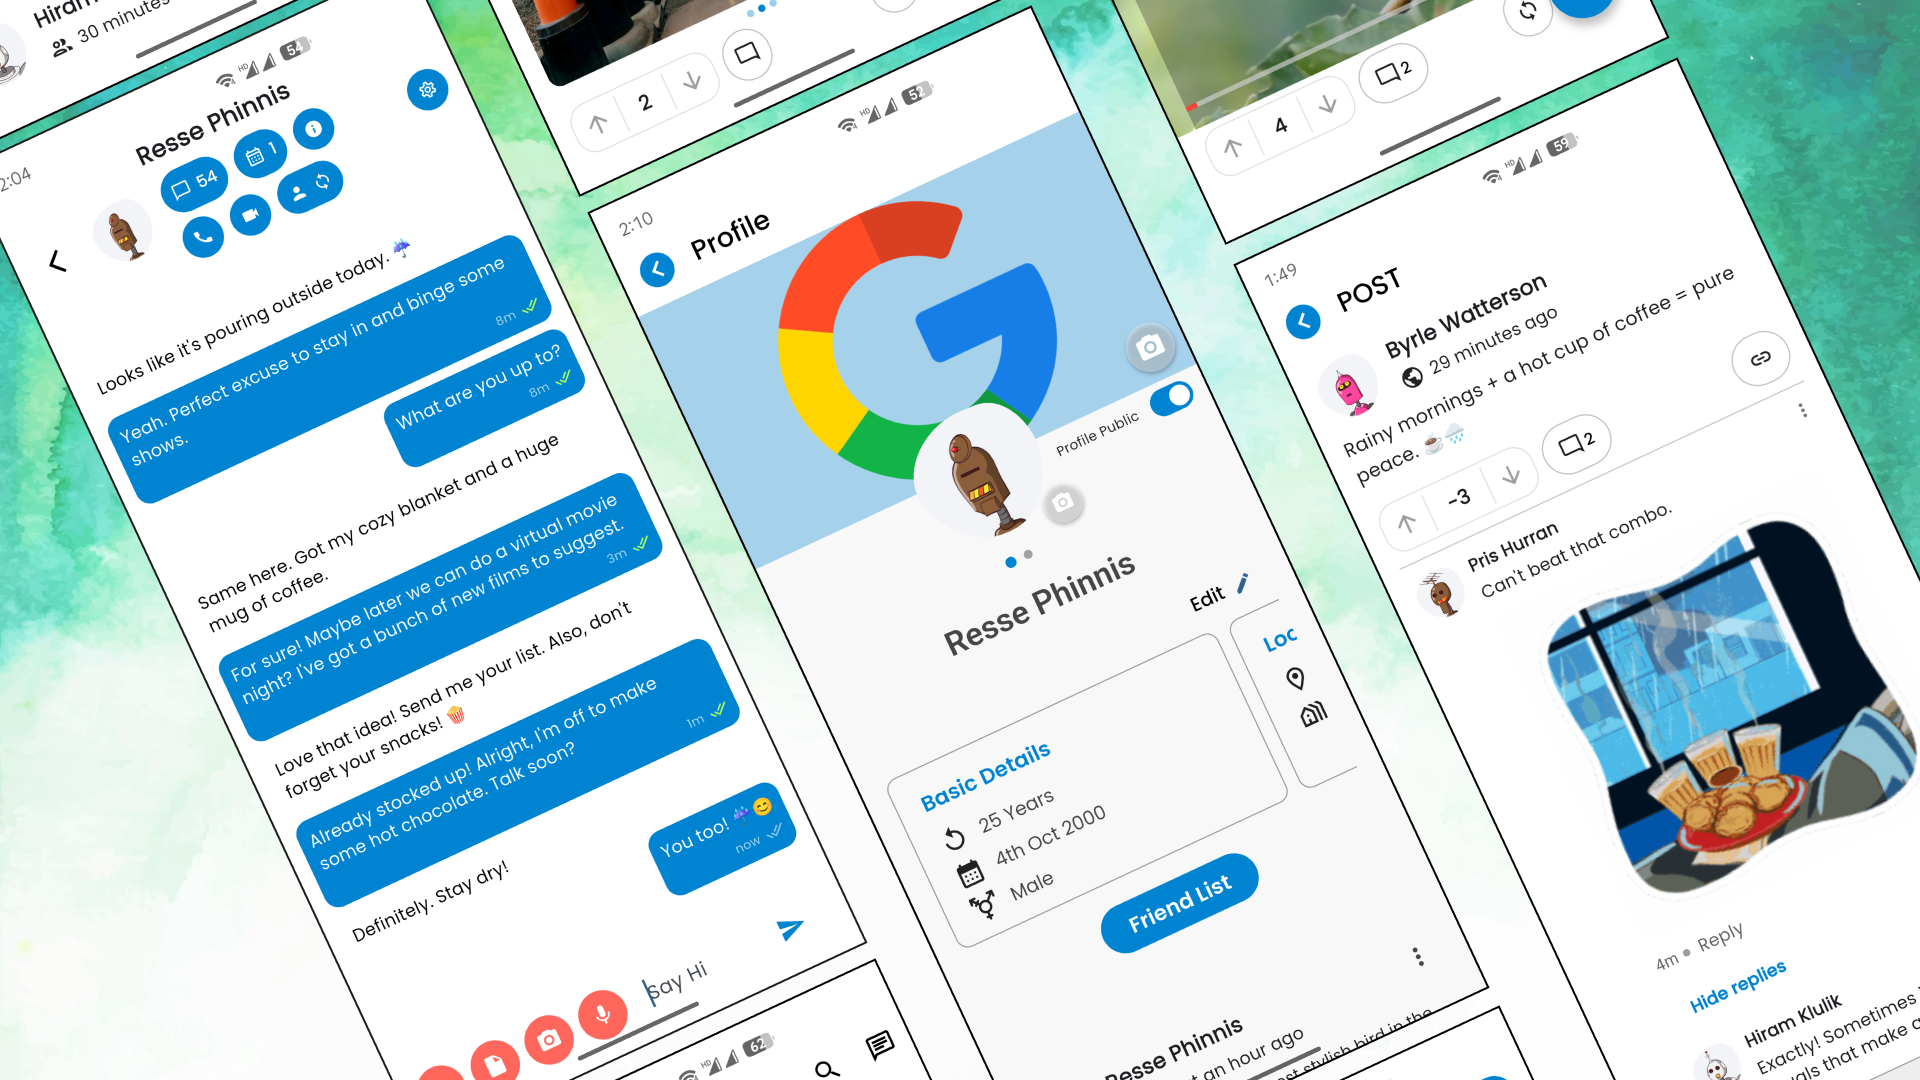 Hiram
30 minutes
54
Resse Phinnis
2:04
54
1
Looks like it's pouring outside today. ☔
Yeah. Perfect excuse to stay in and binge some
shows.
8m
What are you up to?
8m
Same here. Got my cozy blanket and a huge
mug of coffee.
For sure! Maybe later we can do a virtual movie
night? I've got a bunch of new films to suggest.
3m
Love that idea! Send me your list. Also, don't
forget your snacks! 🍿
Already stocked up! Alright, I'm off to make
some hot chocolate. Talk soon?
1m
You too! ☔😊
now
Definitely. Stay dry!
Say Hi
HD
62
2
HD
52
2:10
Profile
Profile Public
Resse Phinnis
Edit
Basic Details
25 Years
4th Oct 2000
Male
Loc
Friend List
Resse Phinnis
an hour ago
stylish bird in the
4
2
HD
59
1:49
POST
Byrle Watterson
29 minutes ago
Rainy mornings + a hot cup of coffee = pure
peace. ☕🌧️
-3
2
Pris Hurran
Can't beat that combo.
4m • Reply
Hide replies
Hiram Klulik
Exactly! Sometimes
that make